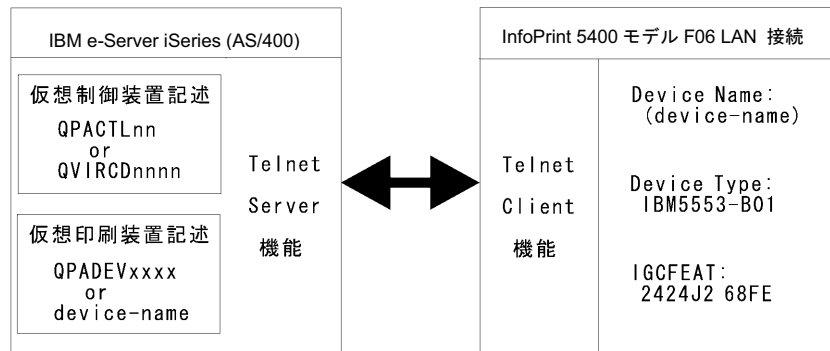 IBM e-Server iSeries (AS/400)
仮想制御装置記述
QPACTLnn
or
QVIRCDnnnn
仮想印刷装置記述
QPADEVxxxx
or
device-name
Telnet
Server
機能
InfoPrint 5400 モデル F06 LAN 接続
Telnet
Client
機能
Device Name:
(device-name)
Device Type:
IBM5553-B01
IGCFEAT:
2424J2 68FE